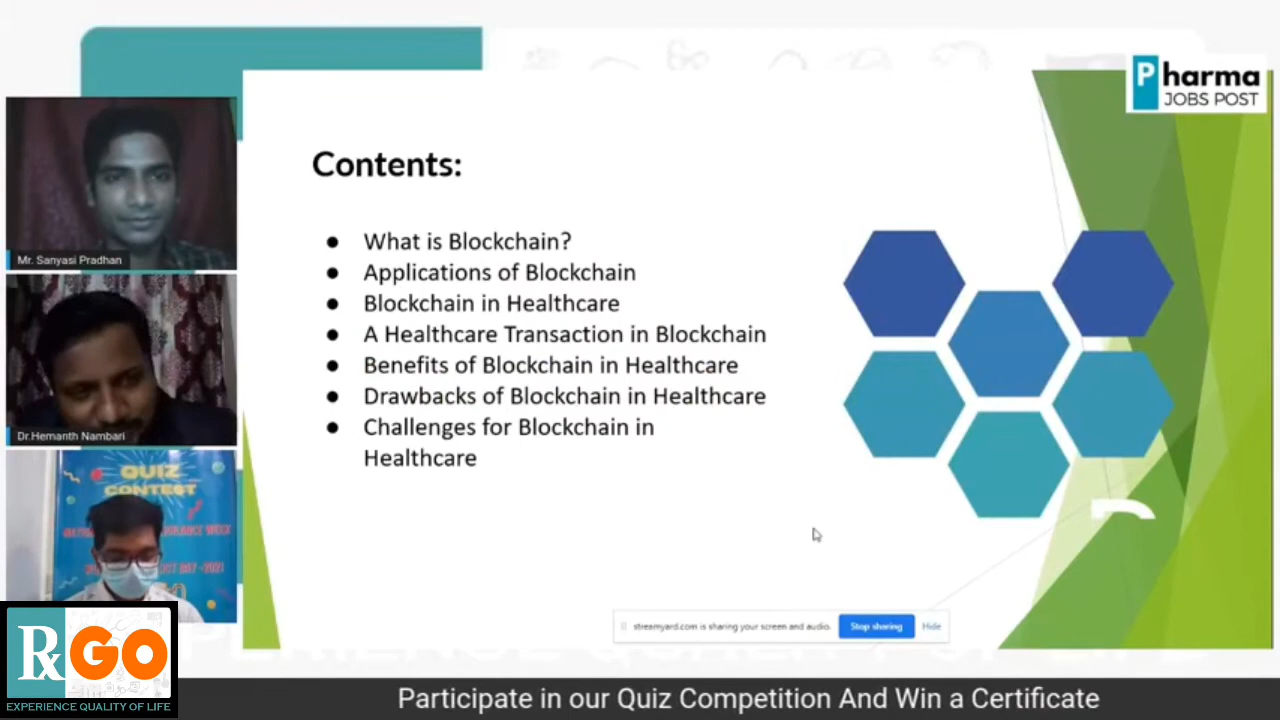 Pharma
JOBS POST
Contents:
● What is Blockchain?
● Applications of Blockchain
● Blockchain in Healthcare
● A Healthcare Transaction in Blockchain
● Benefits of Blockchain in Healthcare
● Drawbacks of Blockchain in Healthcare
● Challenges for Blockchain in
Healthcare
Mr. Sanyasi Pradhan
Dr.Hemanth Nambari
QUIZ
CONTEST
streamyard.com is sharing your screen and audio.
Stop sharing
Hide
Rx GO
EXPERIENCE QUALITY OF LIFE
Participate in our Quiz Competition And Win a Certificate